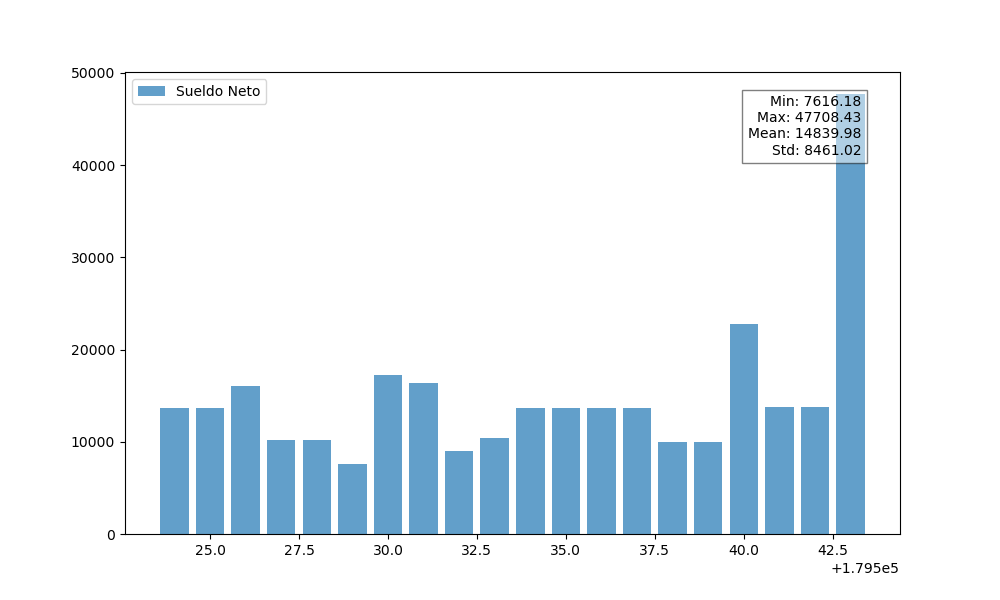 50000
40000
30000
20000
10000
0
Sueldo Neto
Min: 7616.18
Max: 47708.43
Mean: 14839.98
Std: 8461.02
25.0 27.5 30.0 32.5 35.0 37.5 40.0 42.5
+1.795e5